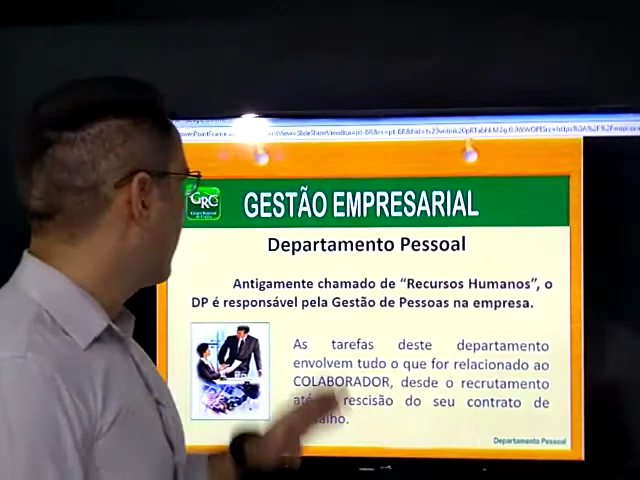 GRG
GESTÃO EMPRESARIAL
Departamento Pessoal
Antigamente chamado de “Recursos Humanos”, o
DP é responsável pela Gestão de Pessoas na empresa.
As tarefas deste departamento
envolvem tudo o que for relacionado ao
COLABORADOR, desde o recrutamento
rescisão do seu contrato de
Departamento Pessoal